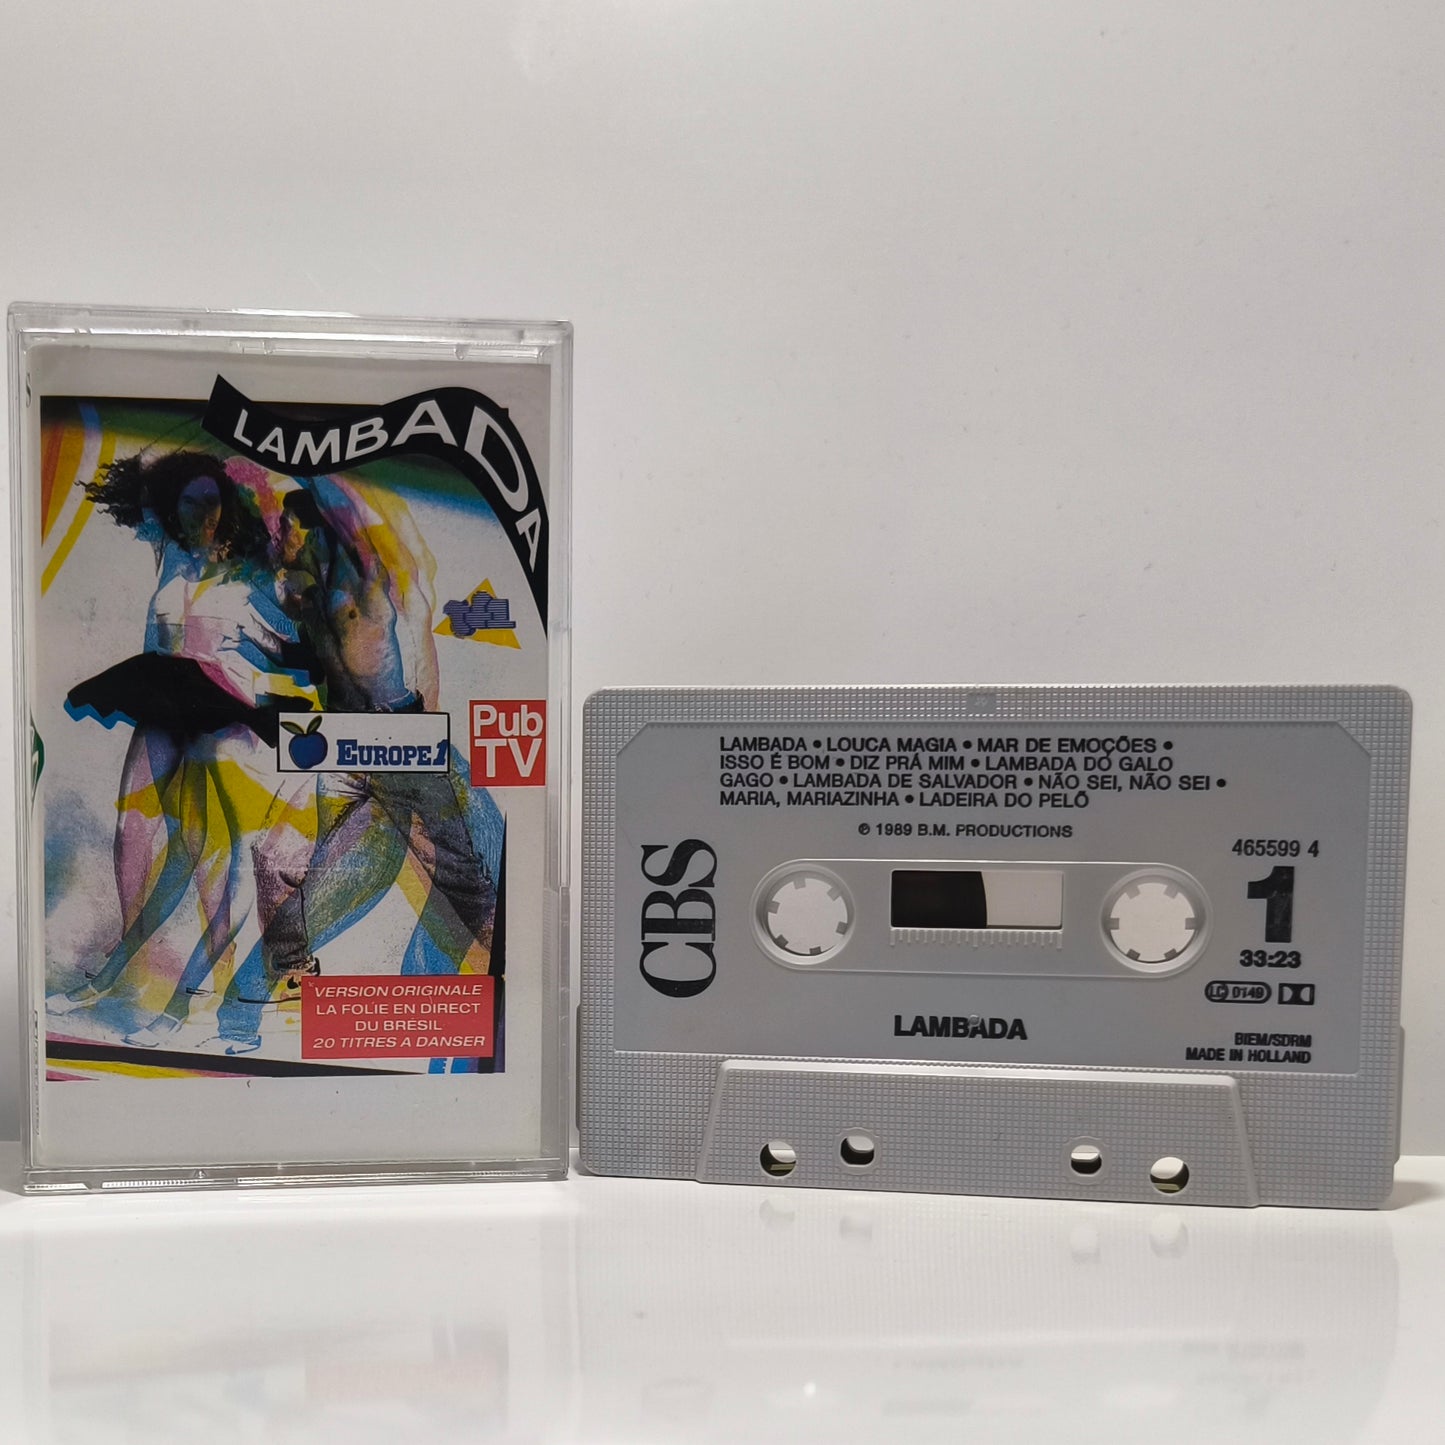 LAMBADA
TF1
EUROPE 1
Pub
TV
VERSION ORIGINALE
LA FOLIE EN DIRECT
DU BRÉSIL
20 TITRES A DANSER
LAMBADA • LOUCA MAGIA • MAR DE EMOÇÕES •
ISSO É BOM • DIZ PRÁ MIM • LAMBADA DO GALO
GAGO • LAMBADA DE SALVADOR • NÃO SEI, NÃO SEI •
MARIA, MARIAZINHA • LADEIRA DO PELÔ
℗ 1989 B.M. PRODUCTIONS
CBS
465599 4
1
33:23
LC 0149
LAMBADA
BIEM/SDRM
MADE IN HOLLAND